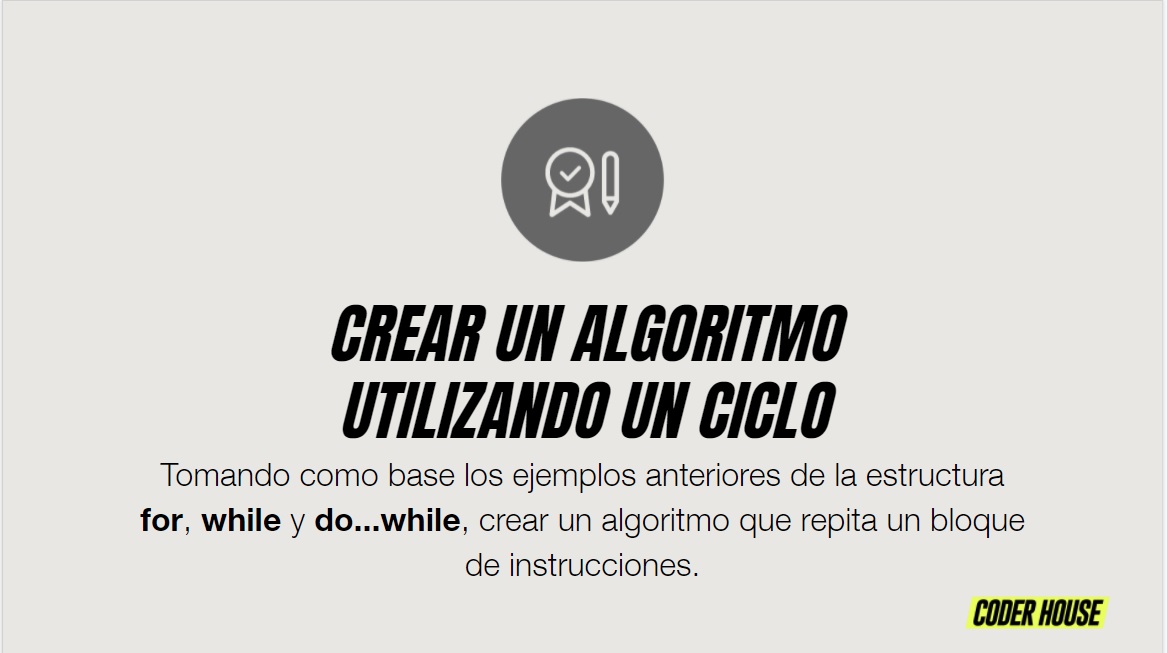 CREAR UN ALGORITMO
UTILIZANDO UN CICLO
Tomando como base los ejemplos anteriores de la estructura
for, while y do...while, crear un algoritmo que repita un bloque
de instrucciones.
CODER HOUSE